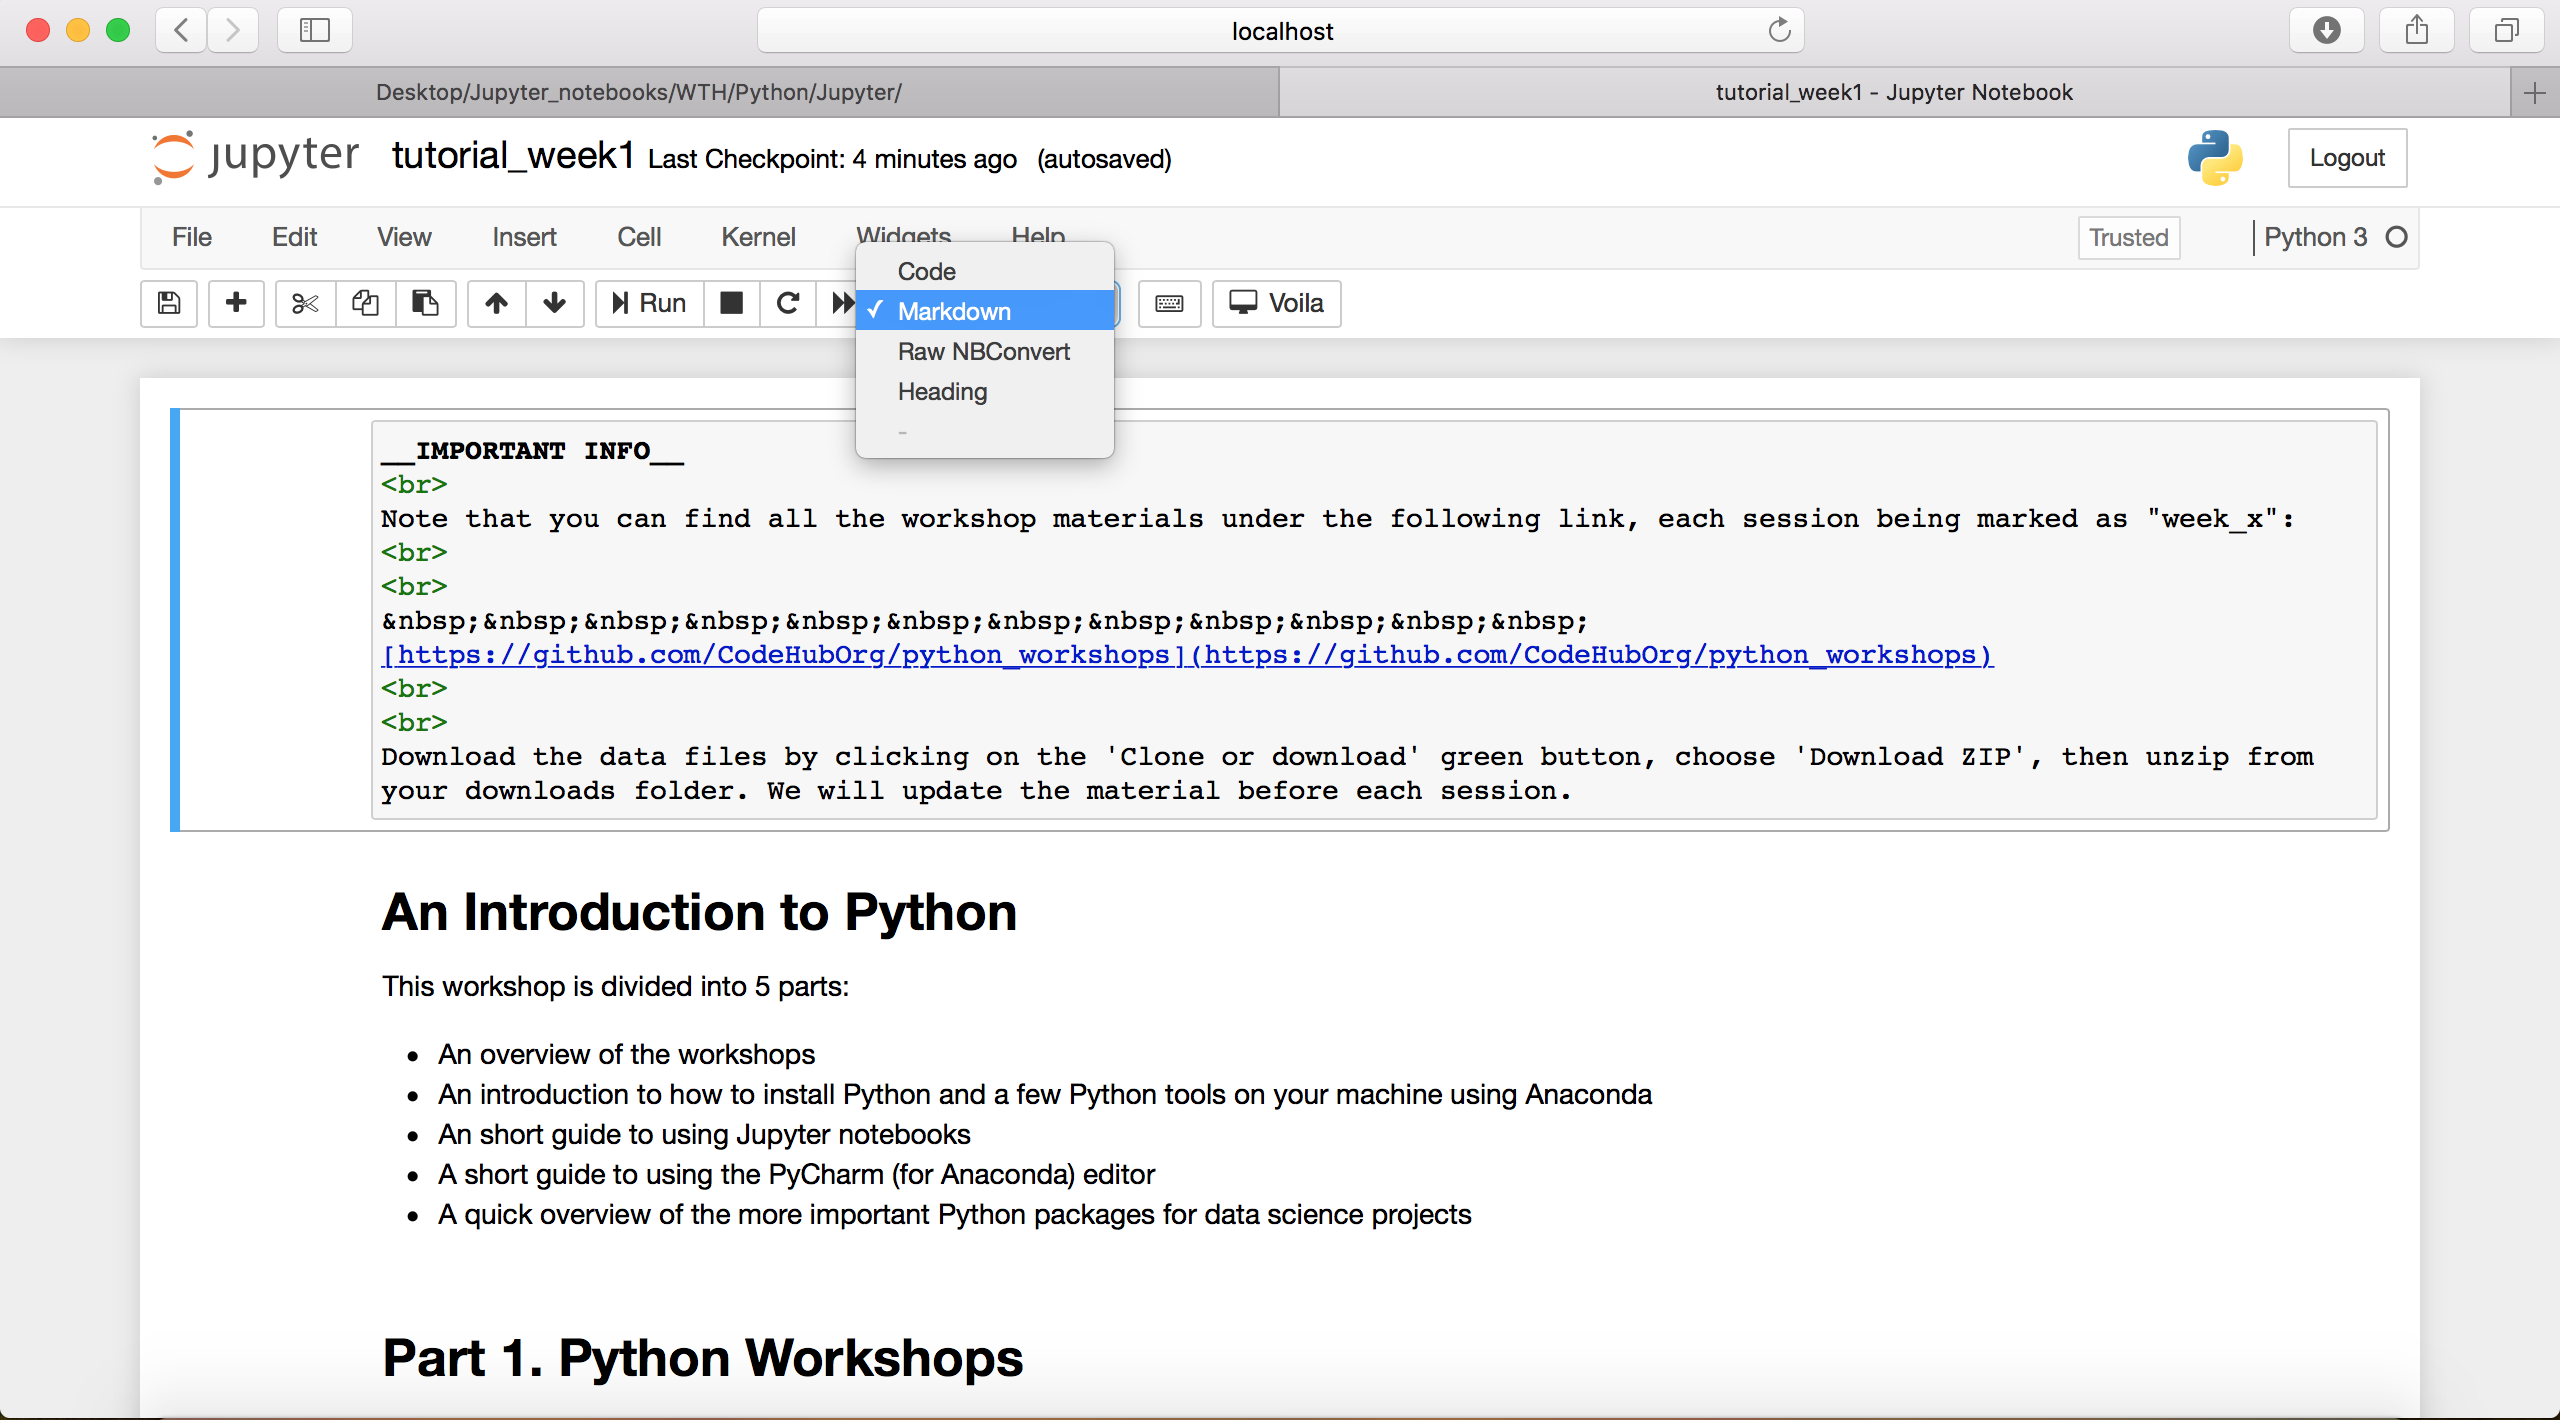 localhost
Desktop/Jupyter_notebooks/WTH/Python/Jupyter/
tutorial_week1 - Jupyter Notebook
jupyter tutorial_week1 Last Checkpoint: 4 minutes ago (autosaved)
Logout
File Edit View Insert Cell Kernel Widgets Help
Trusted
Python 3
Run
Voila
Code
✓ Markdown
Raw NBConvert
Heading
-
__IMPORTANT INFO__
<br>
Note that you can find all the workshop materials under the following link, each session being marked as "week_x":
<br>
<br>
&nbsp;&nbsp;&nbsp;&nbsp;&nbsp;&nbsp;&nbsp;&nbsp;&nbsp;&nbsp;&nbsp;&nbsp;
[https://github.com/CodeHubOrg/python_workshops](https://github.com/CodeHubOrg/python_workshops)
<br>
<br>
Download the data files by clicking on the 'Clone or download' green button, choose 'Download ZIP', then unzip from
your downloads folder. We will update the material before each session.
An Introduction to Python
This workshop is divided into 5 parts:
• An overview of the workshops
• An introduction to how to install Python and a few Python tools on your machine using Anaconda
• An short guide to using Jupyter notebooks
• A short guide to using the PyCharm (for Anaconda) editor
• A quick overview of the more important Python packages for data science projects
Part 1. Python Workshops